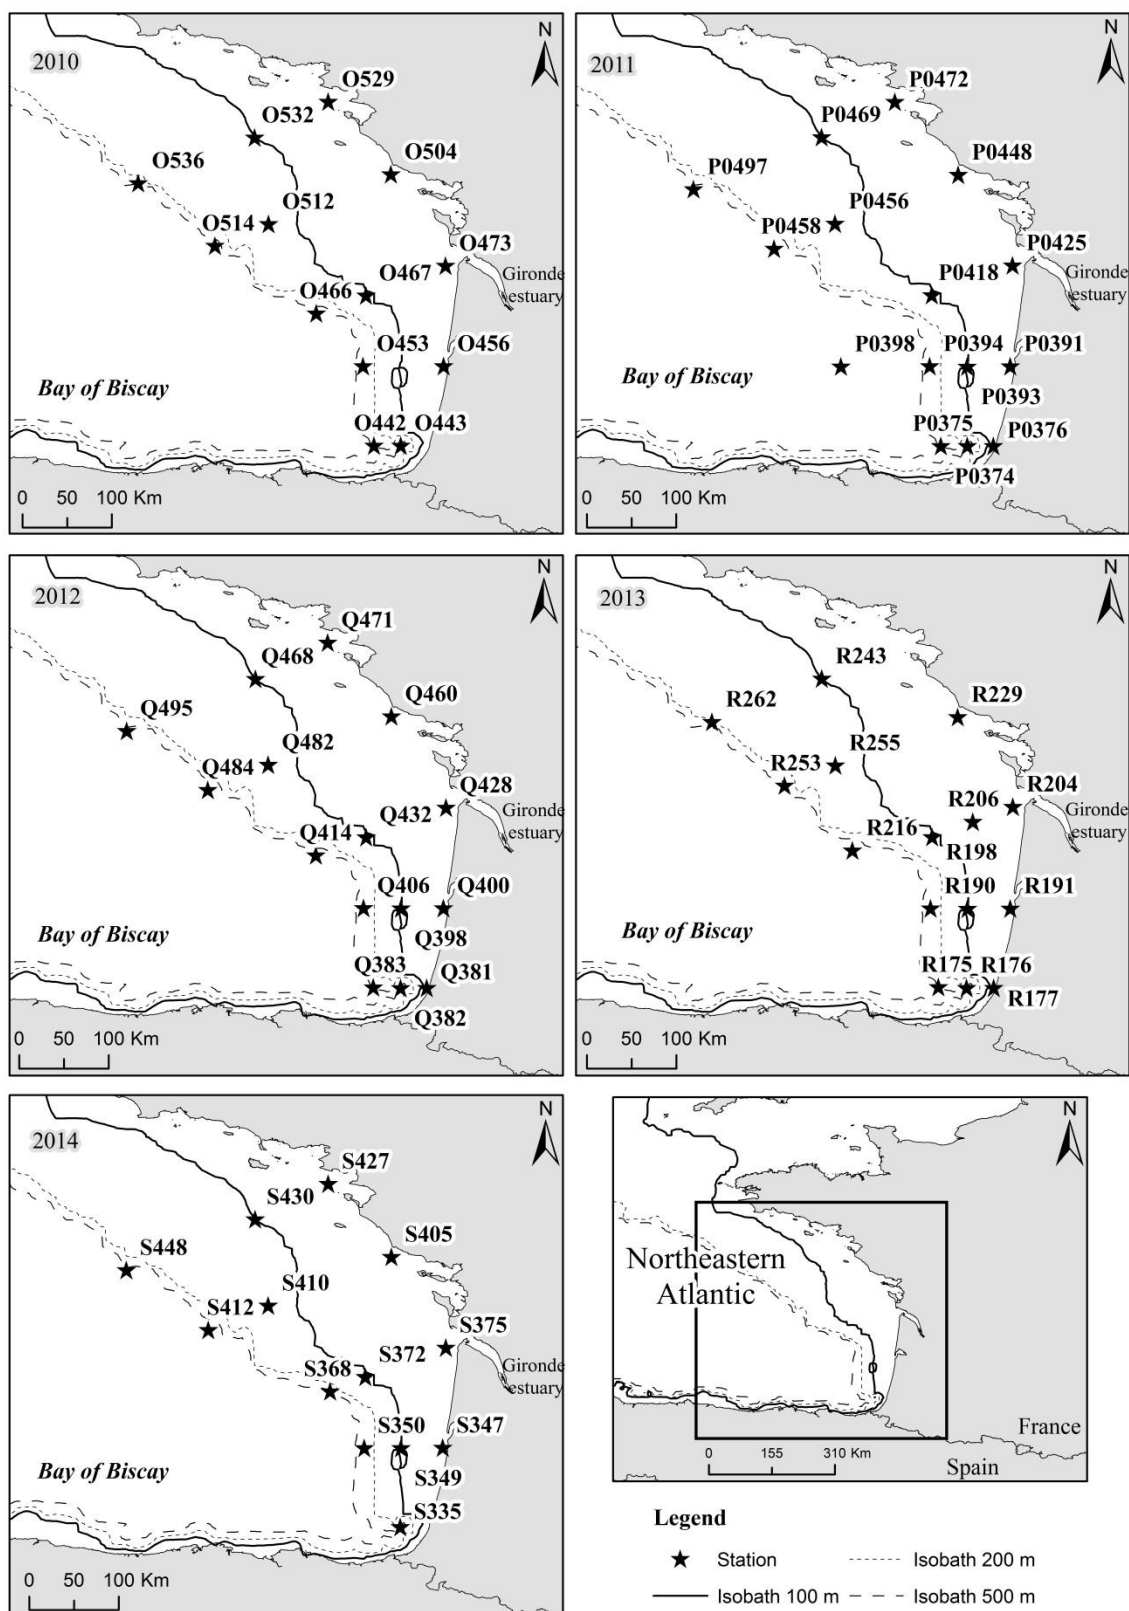 2010
N
O529
O532
O504
O536
O512
O514
O473
O467
Gironde
estuary
O466
O453
O456
Bay of Biscay
O442
O443
0 50 100 Km
2011
N
P0472
P0469
P0448
P0497
P0456
P0458
P0425
P0418
Gironde
estuary
P0398
P0394
P0391
Bay of Biscay
P0393
P0375
P0376
P0374
0 50 100 Km
2012
N
Q471
Q468
Q460
Q495
Q482
Q484
Q428
Q432
Gironde
estuary
Q414
Q406
Q400
Bay of Biscay
Q398
Q383
Q381
Q382
0 50 100 Km
2013
N
R243
R262
R229
R255
R253
R204
R206
Gironde
estuary
R216
R198
R190
R191
Bay of Biscay
R175
R176
R177
0 50 100 Km
2014
N
S427
S430
S405
S448
S410
S412
S375
S372
Gironde
estuary
S368
S350
S347
Bay of Biscay
S349
S335
0 50 100 Km
N
Northeastern
Atlantic
France
0 155 310 Km
Spain
Legend
Station
Isobath 200 m
Isobath 100 m
Isobath 500 m